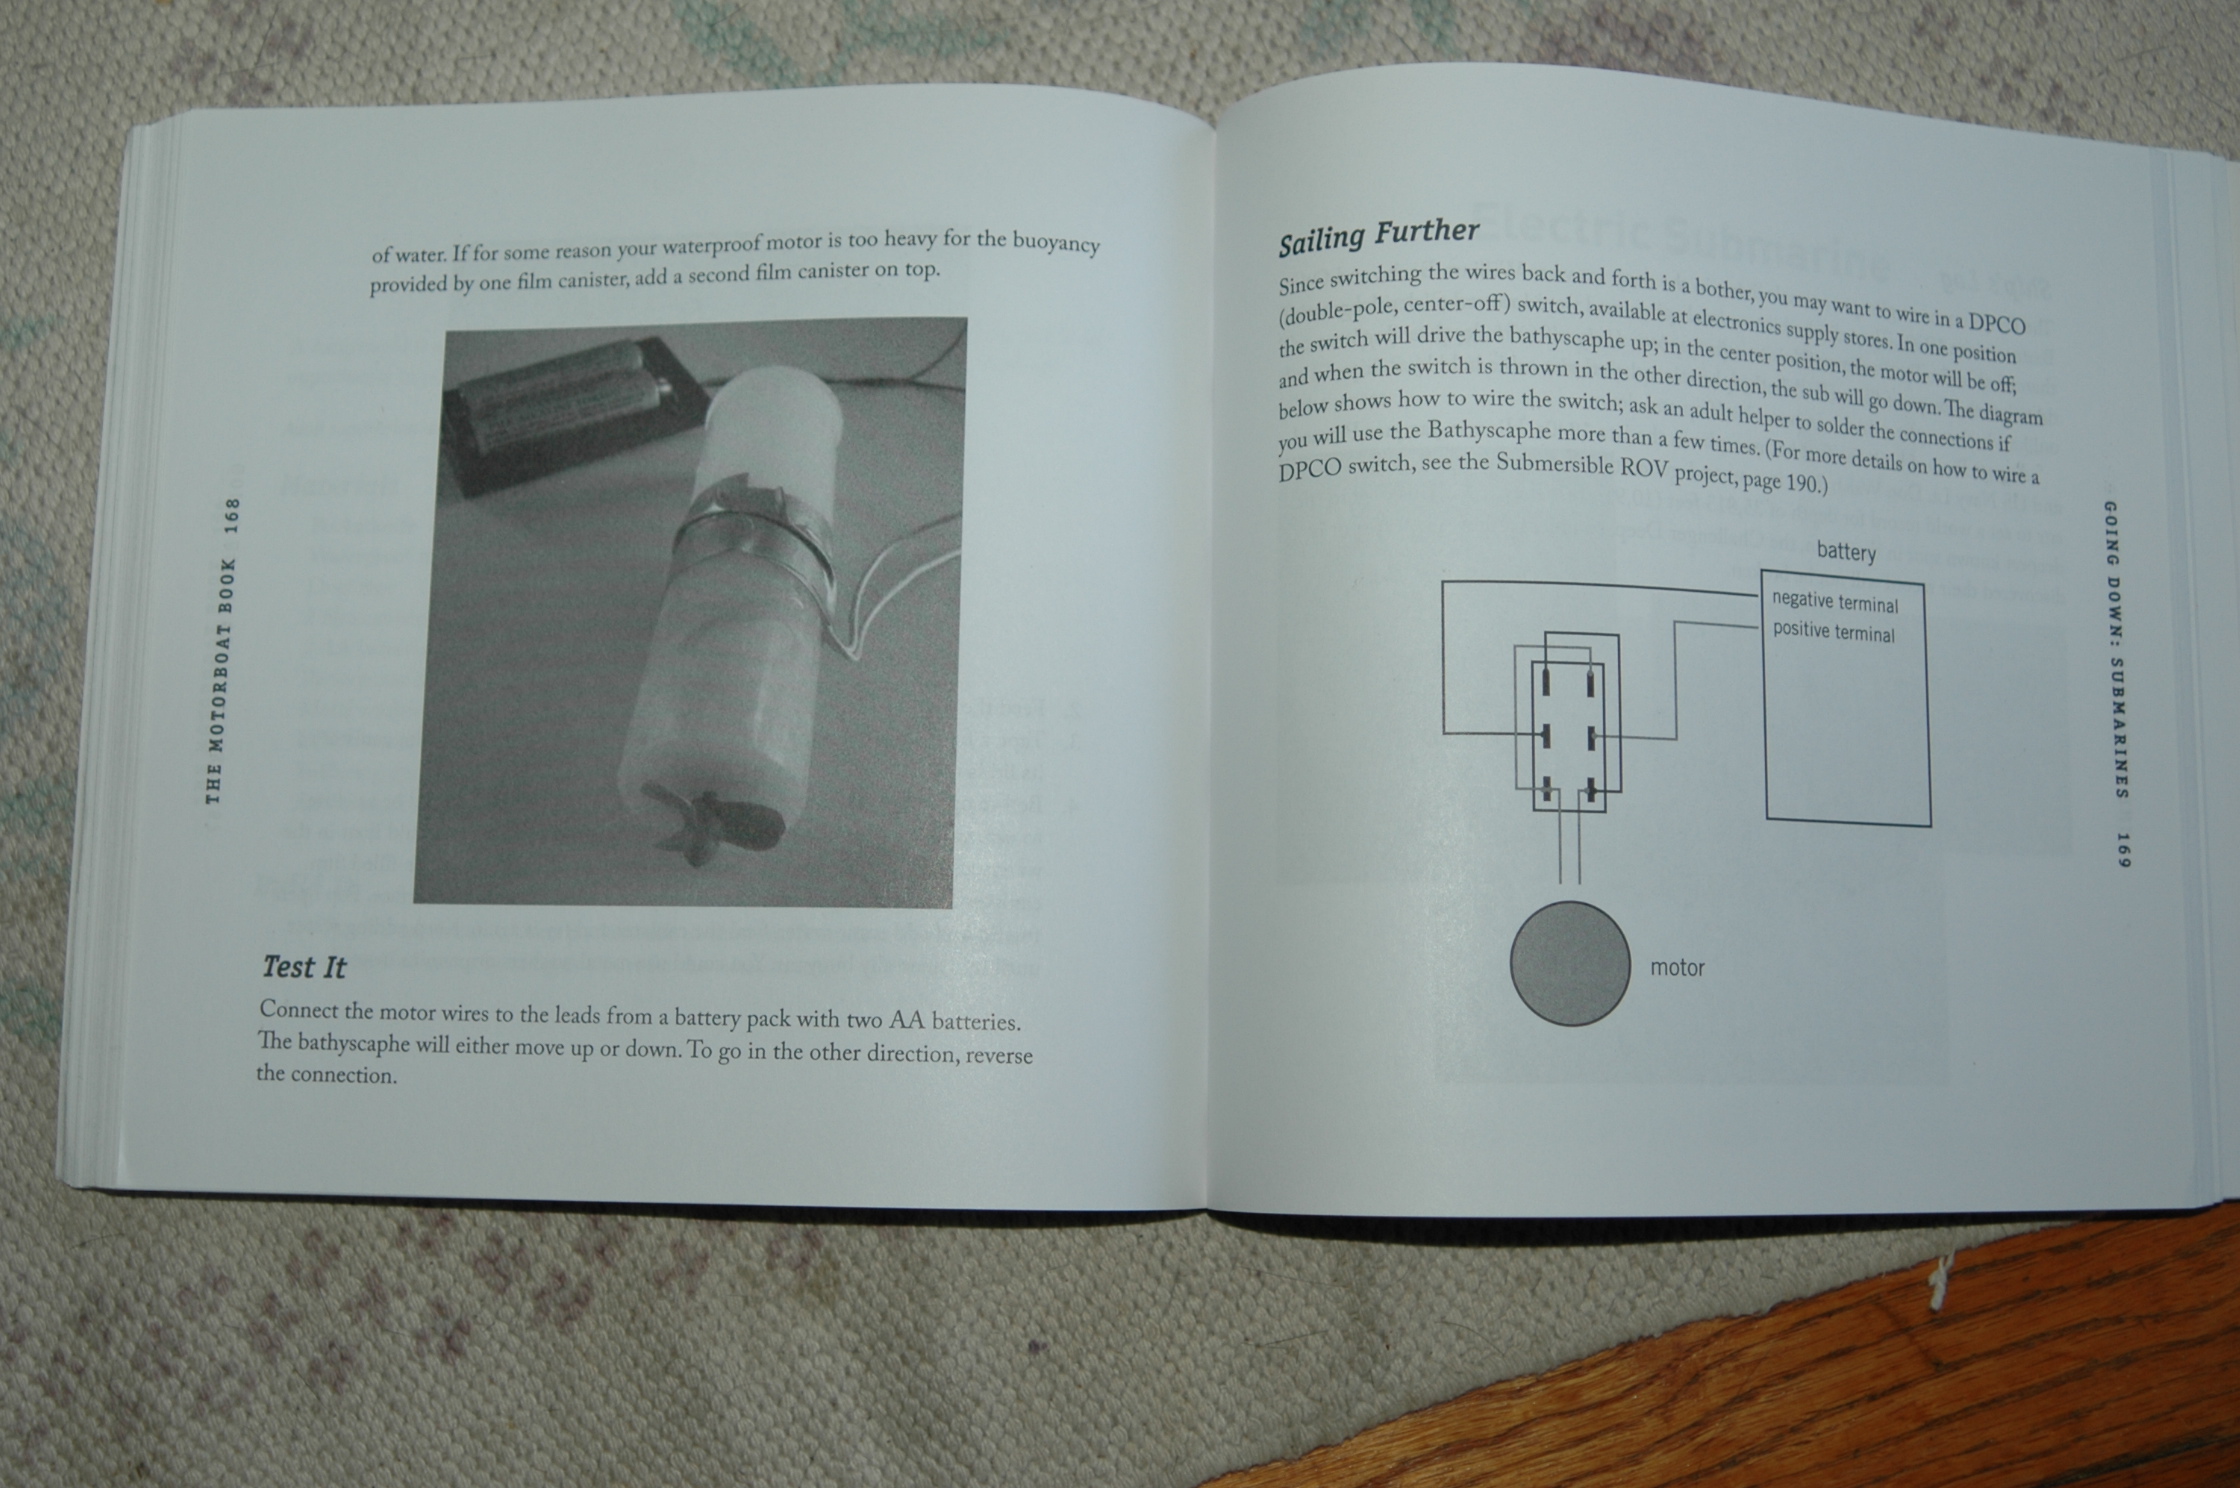 of water. If for some reason your waterproof motor is too heavy for the buoyancy
provided by one film canister, add a second film canister on top.
THE MOTORBOAT BOOK 168
Test It
Connect the motor wires to the leads from a battery pack with two AA batteries.
The bathyscaphe will either move up or down. To go in the other direction, reverse
the connection.
Sailing Further
Since switching the wires back and forth is a bother, you may want to wire in a DPCO
(double-pole, center-off) switch, available at electronics supply stores. In one position
the switch will drive the bathyscaphe up; in the center position, the motor will be off;
and when the switch is thrown in the other direction, the sub will go down. The diagram
below shows how to wire the switch; ask an adult helper to solder the connections if
you will use the Bathyscaphe more than a few times. (For more details on how to wire a
DPCO switch, see the Submersible ROV project, page 190.)
battery
negative terminal
positive terminal
motor
GOING DOWN: SUBMARINES 169